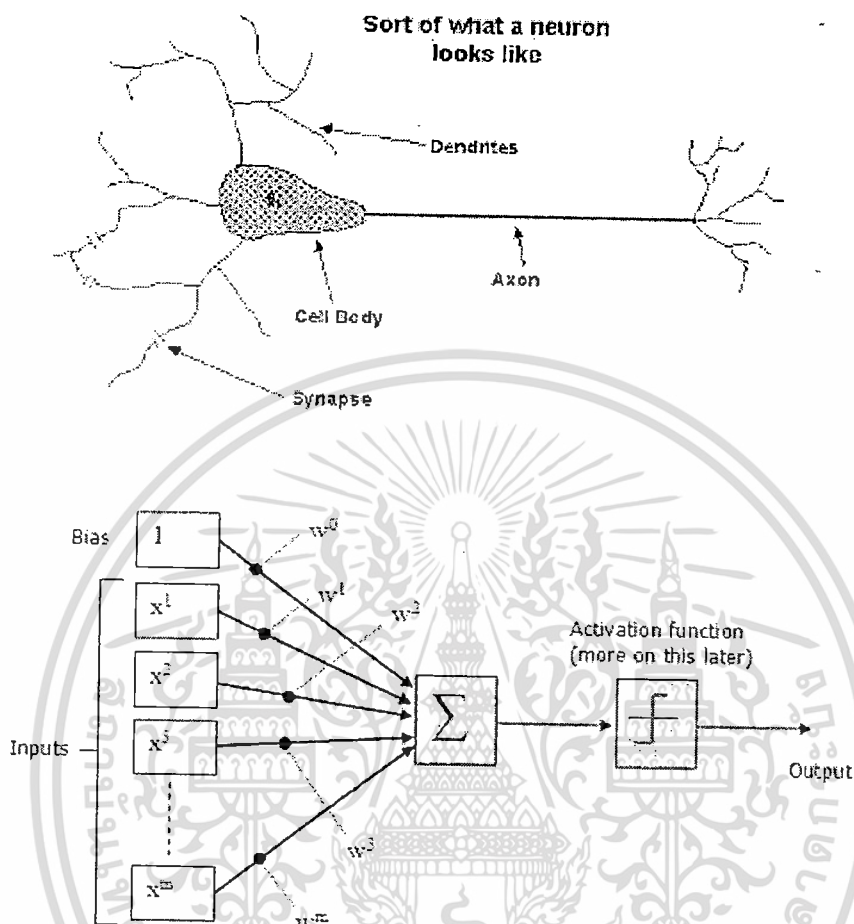 Sort of what a neuron
looks like
Dendrites
Axon
Cell Body
Synapse
Bias
1
w⁰
x¹
w¹
x²
w²
Activation function
(more on this later)
Inputs
x³
Σ
Output
w³
xᵐ
wᵐ